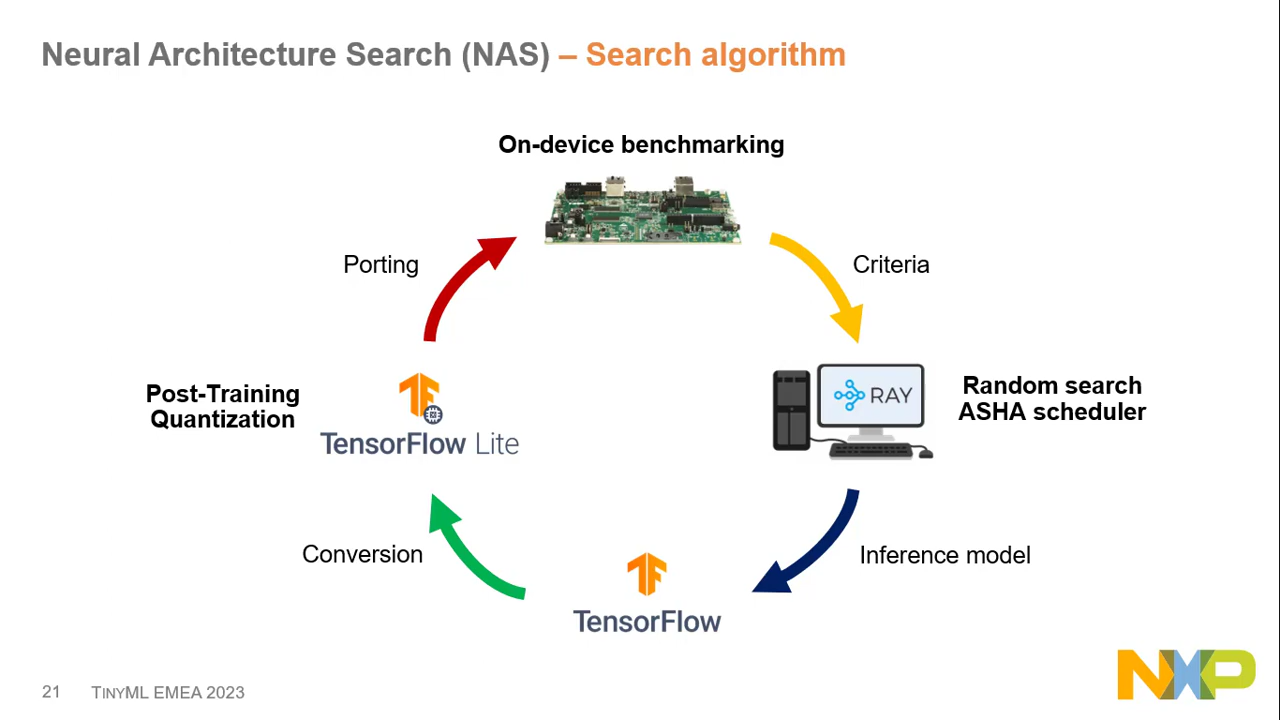 Neural Architecture Search (NAS) – Search algorithm
On-device benchmarking
Porting
Criteria
Post-Training
Quantization
TensorFlow Lite
RAY
Random search
ASHA scheduler
Conversion
Inference model
TensorFlow
21 TINYML EMEA 2023
NXP